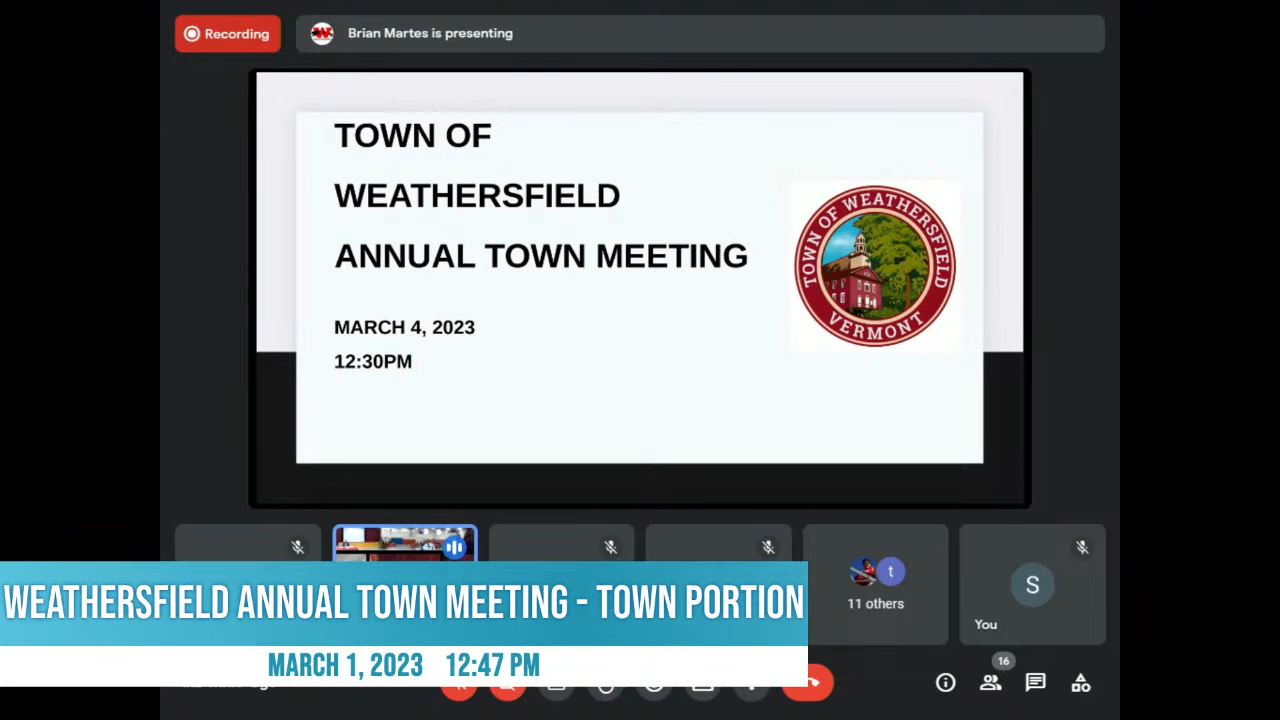 Recording
Brian Martes is presenting
TOWN OF
WEATHERSFIELD
ANNUAL TOWN MEETING
MARCH 4, 2023
12:30PM
TOWN OF WEATHERSFIELD
VERMONT
t
11 others
S
You
WEATHERSFIELD ANNUAL TOWN MEETING - TOWN PORTION
MARCH 1, 2023 12:47 PM
16